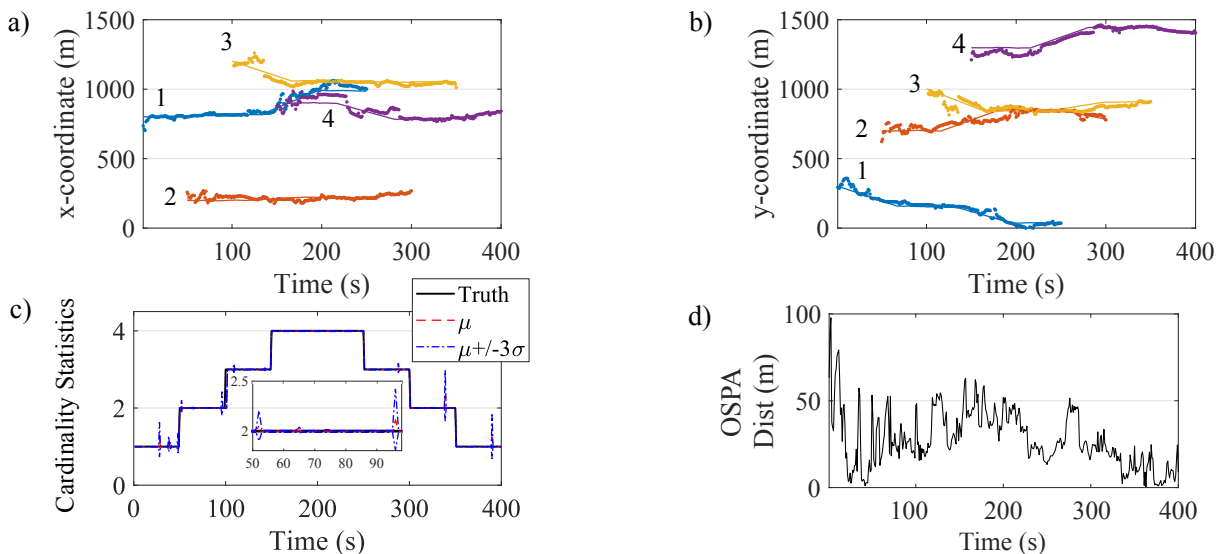 a)
x-coordinate (m)
1500
1000
500
0
3
1
4
2
100 200 300 400
Time (s)
b)
y-coordinate (m)
1500
1000
500
0
4
3
2
1
100 200 300 400
Time (s)
c)
Cardinality Statistics
4
2
0
Truth
μ
μ+/-3σ
2.5
2
50 60 70 80 90
0 100 200 300 400
Time (s)
d)
OSPA
Dist (m)
100
50
0
100 200 300 400
Time (s)